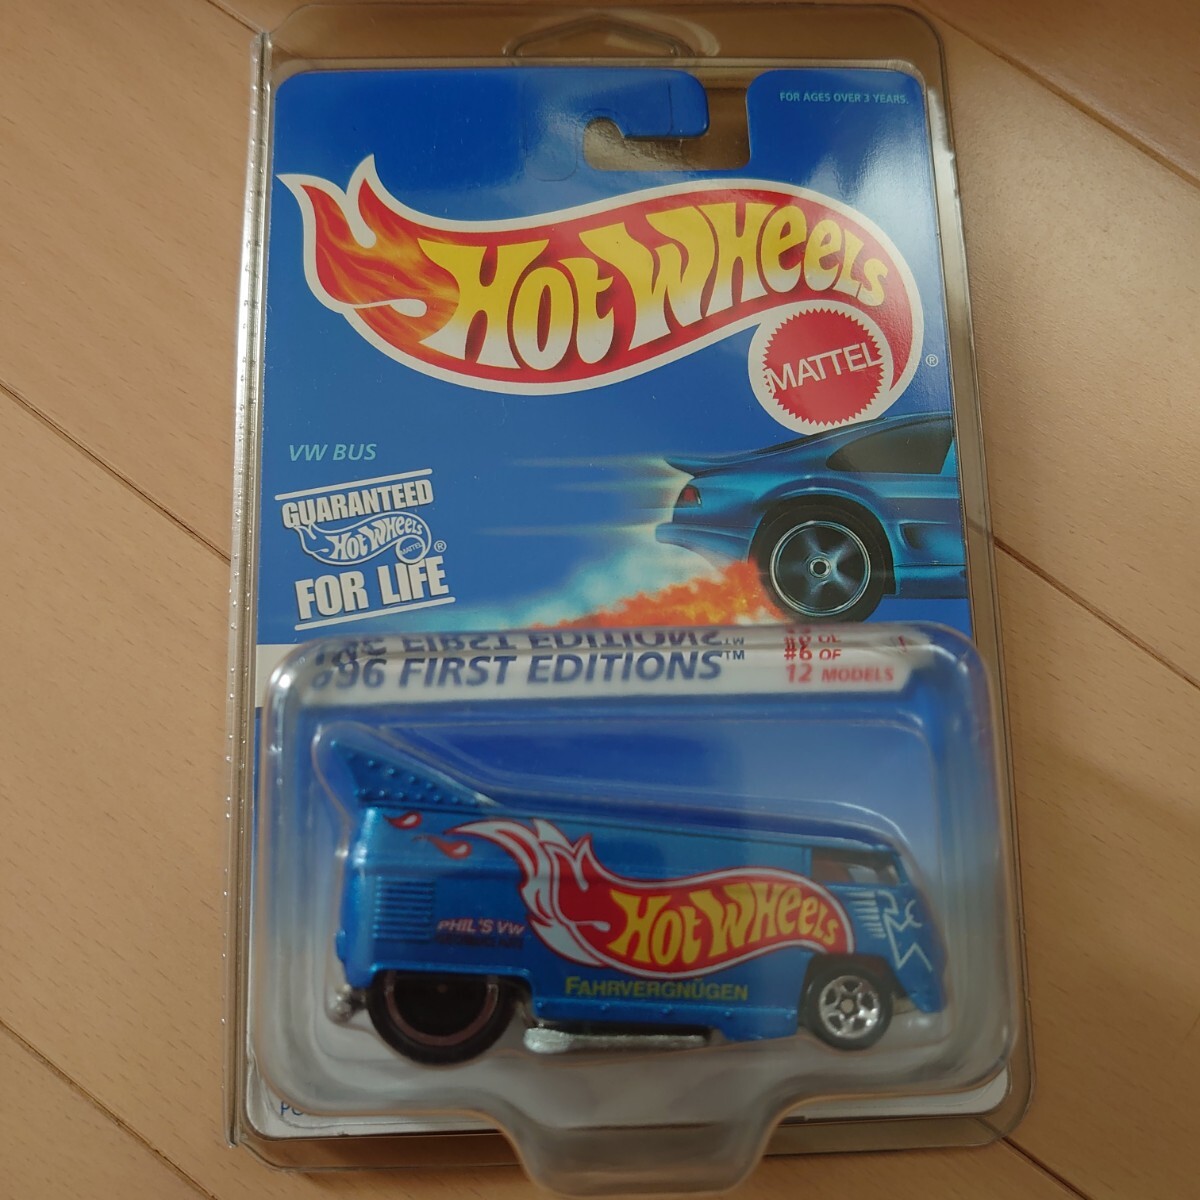 FOR AGES OVER 3 YEARS.
HOT WHEELS
MATTEL
®
VW BUS
GUARANTEED
HOT WHEELS
MATTEL
®
FOR LIFE
FIRST EDITIONS™
#6 OF
12 MODELS
PHIL'S VW
HOT WHEELS
FAHRVERGNÜGEN